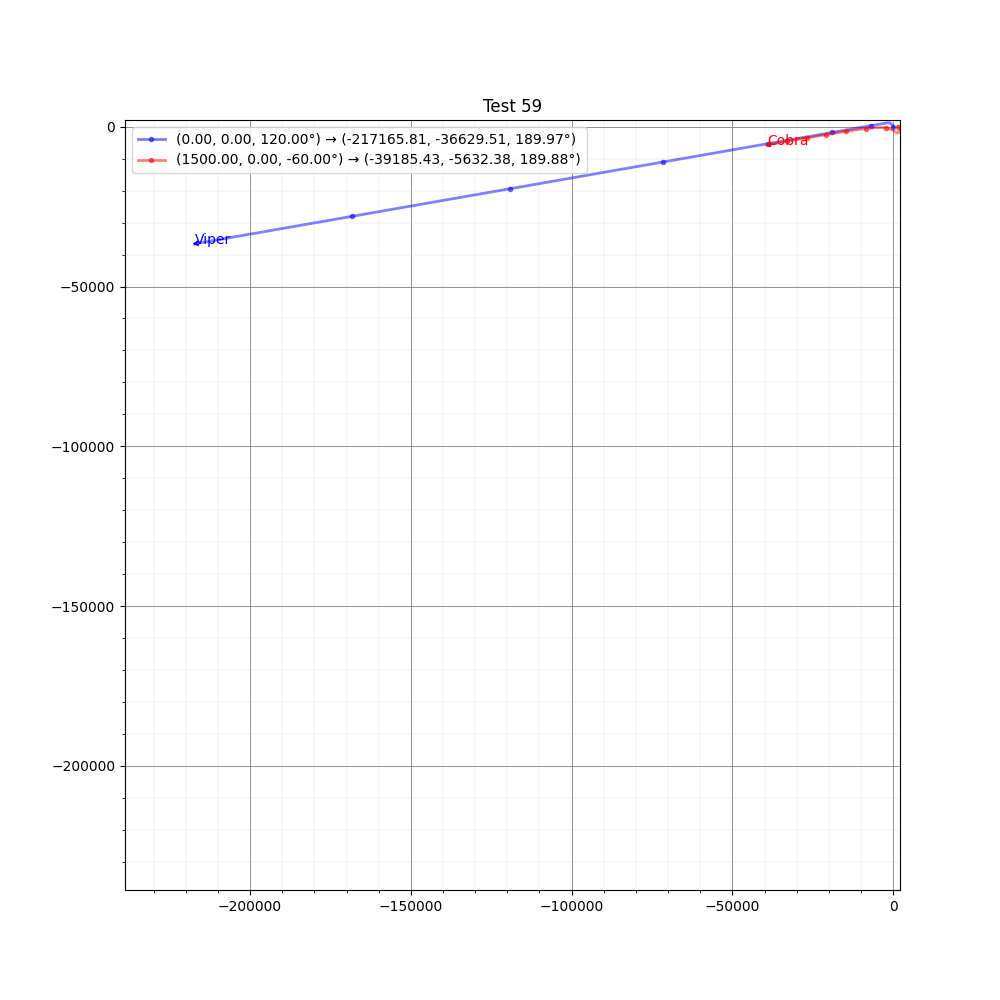 Test 59
(0.00, 0.00, 120.00°) → (-217165.81, -36629.51, 189.97°)
(1500.00, 0.00, -60.00°) → (-39185.43, -5632.38, 189.88°)
Cobra
Viper
0
−50000
−100000
−150000
−200000
−200000
−150000
−100000
−50000
0